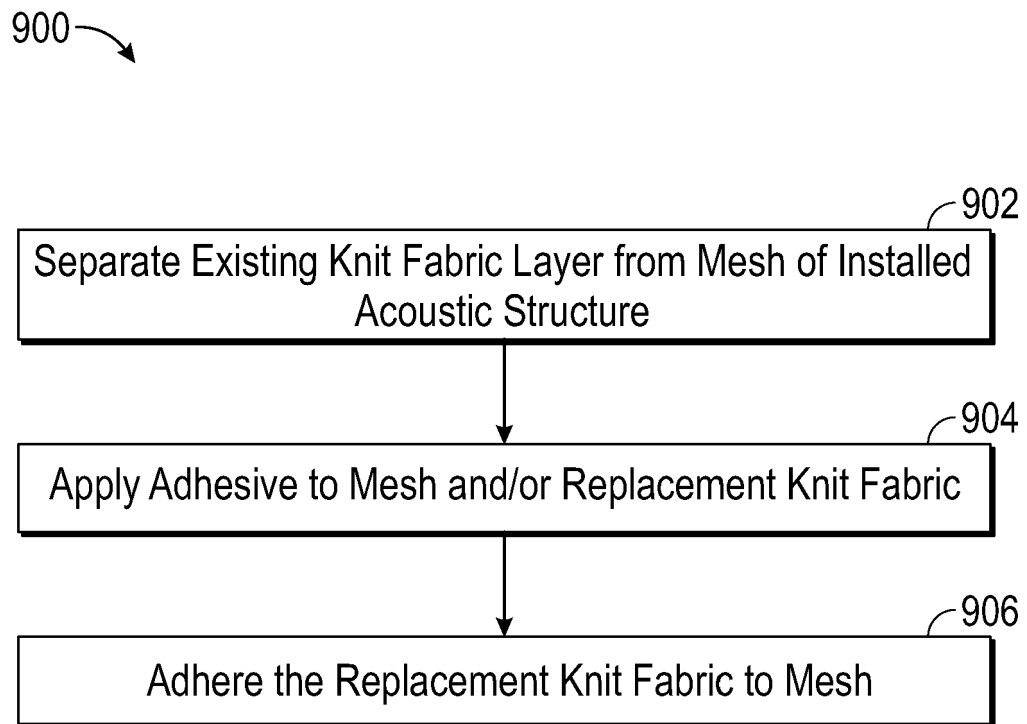 900
902
Separate Existing Knit Fabric Layer from Mesh of Installed
Acoustic Structure
904
Apply Adhesive to Mesh and/or Replacement Knit Fabric
906
Adhere the Replacement Knit Fabric to Mesh